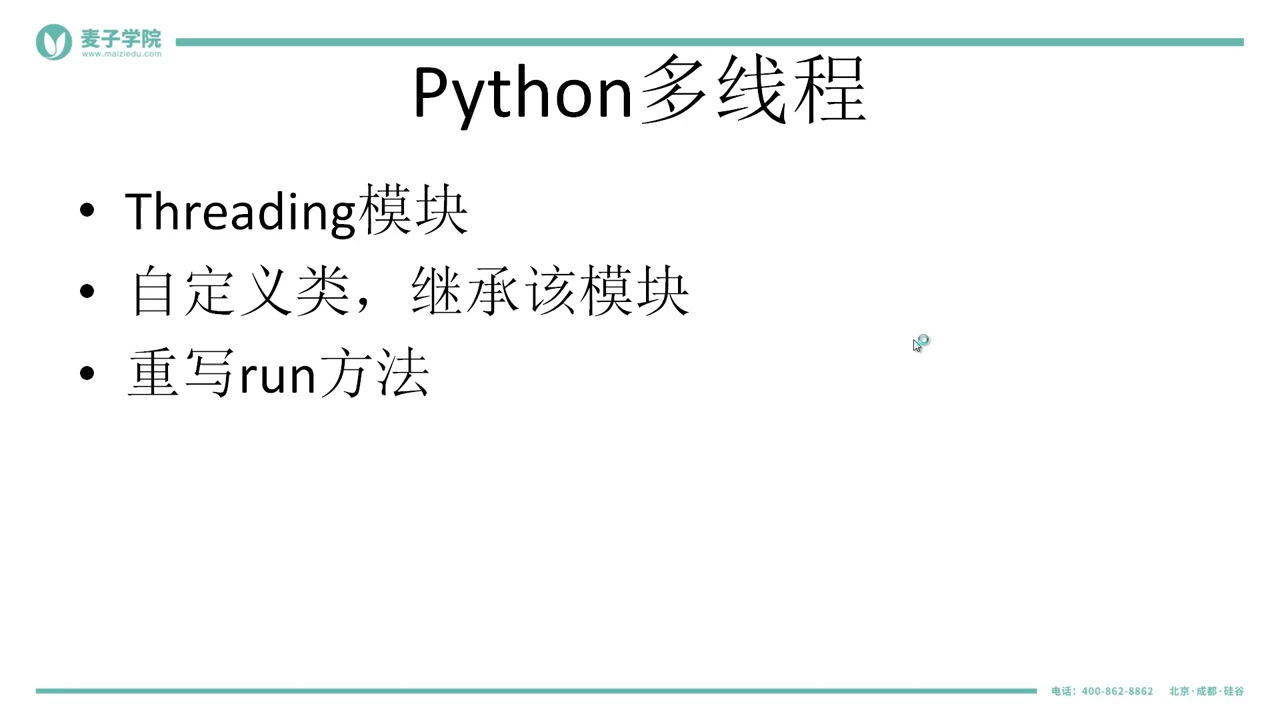 麦子学院
www.maiziedu.com
Python多线程
• Threading模块
• 自定义类，继承该模块
• 重写run方法
电话：400-862-8862 北京·成都·硅谷